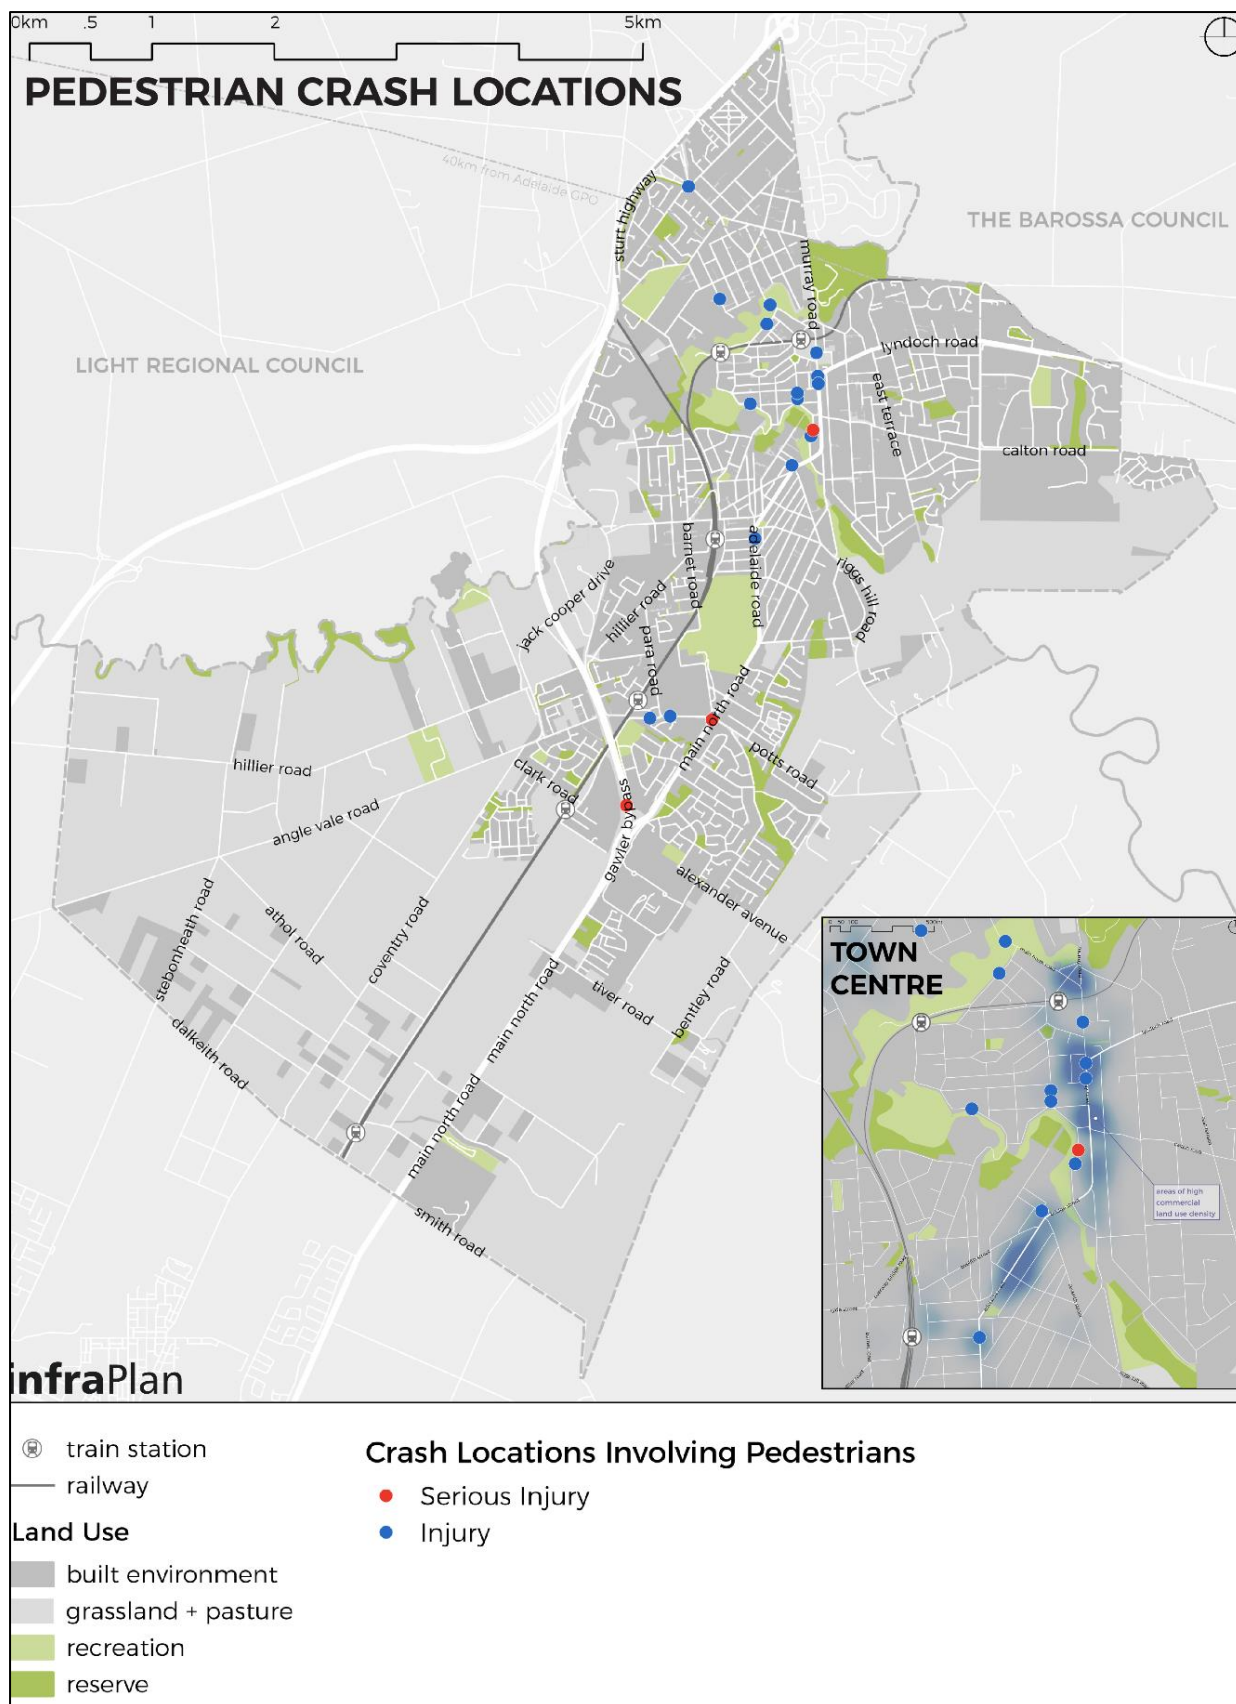 0km .5 1 2 5km
PEDESTRIAN CRASH LOCATIONS
40km from Adelaide GPO
THE BAROSSA COUNCIL
sturt highway
murray road
LIGHT REGIONAL COUNCIL
lyndoch road
east terrace
calton road
barnet road
adelaide road
jack cooper drive
hillier road
riggs hill road
para road
main north road
hillier road
clark road
potts road
angle vale road
gawler bypass
alexander avenue
stebonheath road
athol road
coventry road
main north road
tiver road
bentley road
dalkeith road
main north road
smith road
0 50 100 500m
TOWN
CENTRE
areas of high
commercial
land use density
infraPlan
train station
railway
Land Use
built environment
grassland + pasture
recreation
reserve
Crash Locations Involving Pedestrians
Serious Injury
Injury